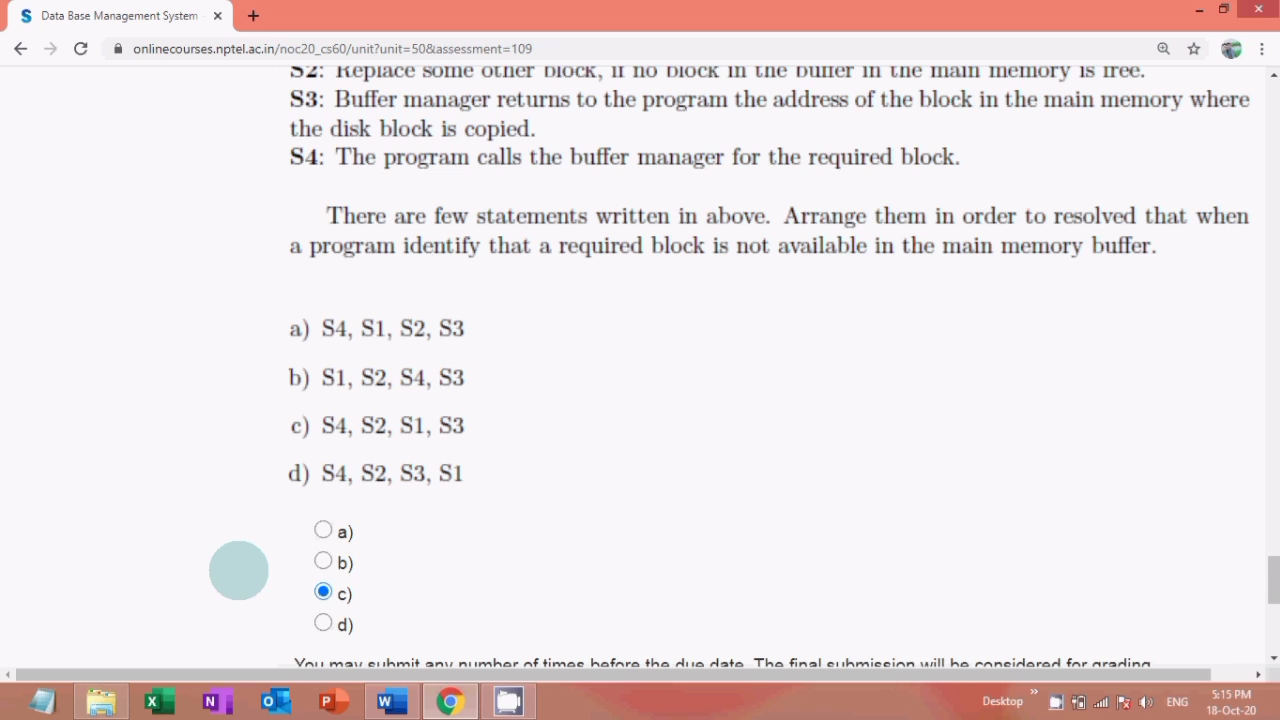 Data Base Management System
onlinecourses.nptel.ac.in/noc20_cs60/unit?unit=50&assessment=109
S2: Replace some other block, if no block in the buffer in the main memory is free.
S3: Buffer manager returns to the program the address of the block in the main memory where
the disk block is copied.
S4: The program calls the buffer manager for the required block.
There are few statements written in above. Arrange them in order to resolved that when
a program identify that a required block is not available in the main memory buffer.
a) S4, S1, S2, S3
b) S1, S2, S4, S3
c) S4, S2, S1, S3
d) S4, S2, S3, S1
a)
b)
c)
d)
You may submit any number of times before the due date. The final submission will be considered for grading.
Desktop
ENG
5:15 PM
18-Oct-20